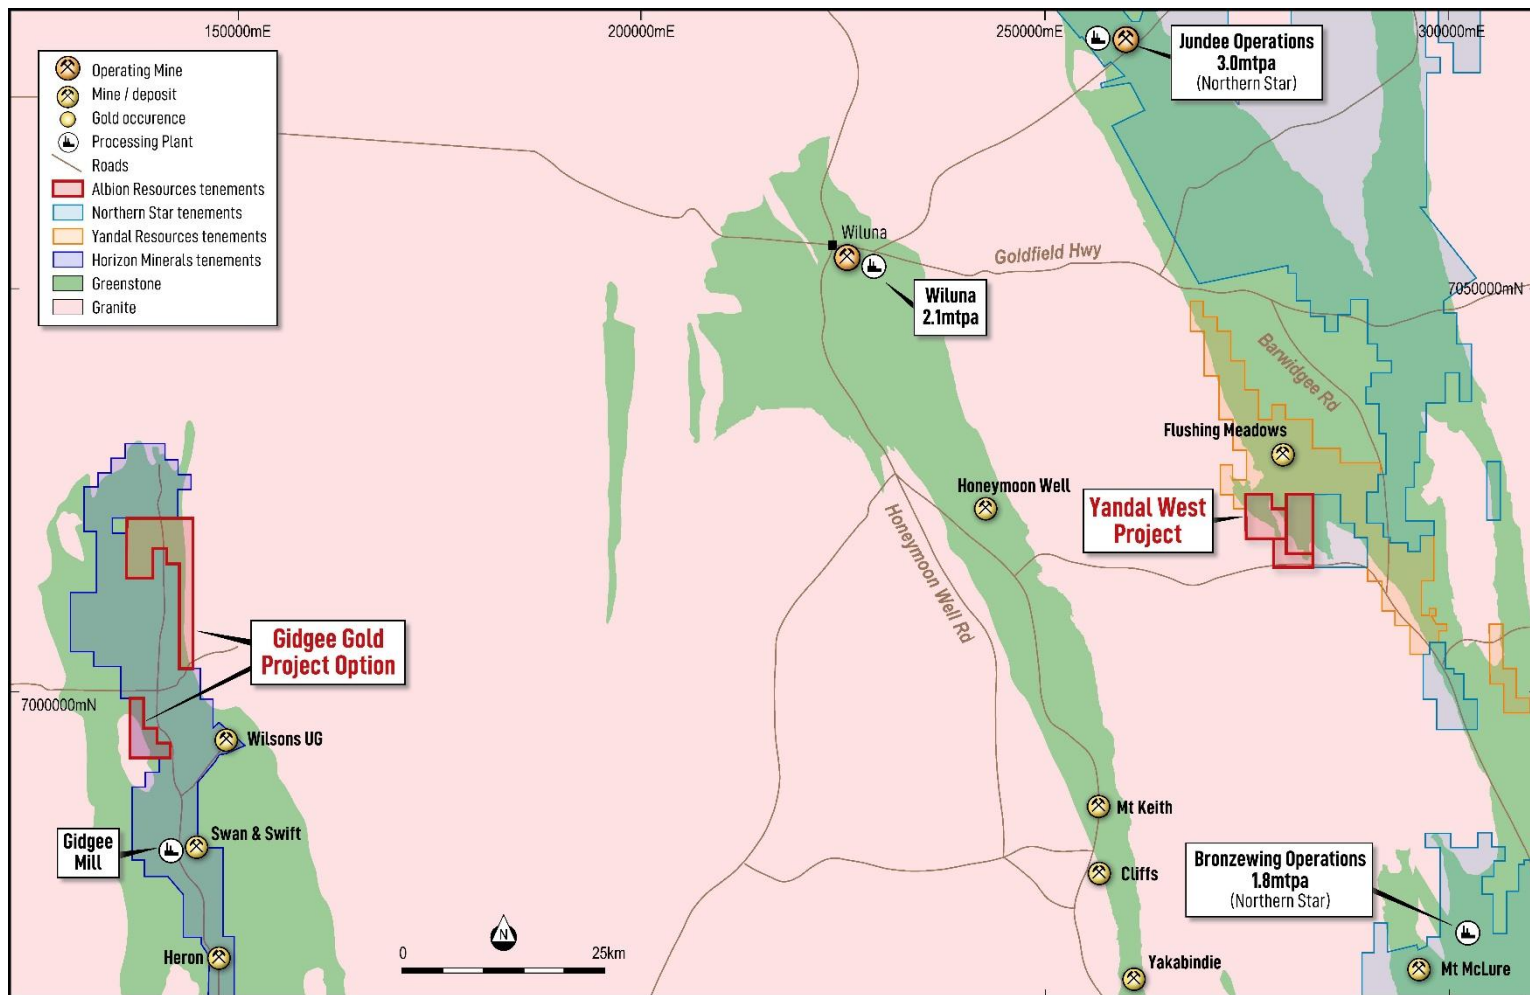 150000mE
200000mE
250000mE
300000mE
Operating Mine
Mine / deposit
Gold occurence
Processing Plant
Roads
Albion Resources tenements
Northern Star tenements
Yandal Resources tenements
Horizon Minerals tenements
Greenstone
Granite
Jundee Operations
3.0mtpa
(Northern Star)
Wiluna
Goldfield Hwy
7050000mN
Wiluna
2.1mtpa
Barwidgee Rd
Flushing Meadows
Honeymoon Well
Yandal West
Project
Honeymoon Well Rd
Gidgee Gold
Project Option
7000000mN
Wilsons UG
Mt Keith
Swan & Swift
Gidgee
Mill
Cliffs
Bronzewing Operations
1.8mtpa
(Northern Star)
N
0
25km
Heron
Yakabindie
Mt McLure